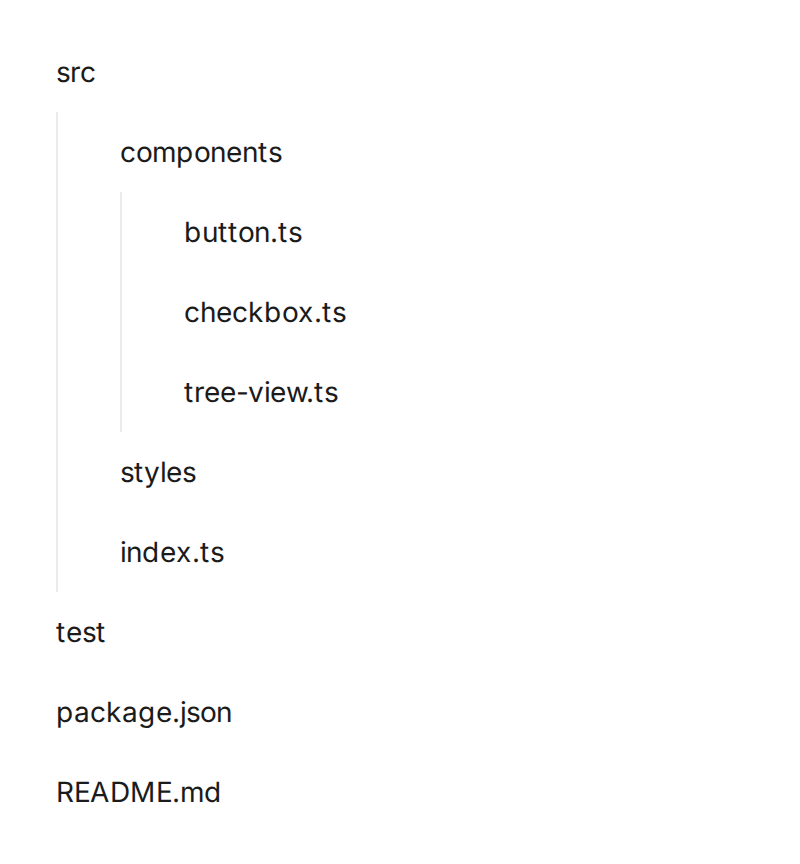 src
components
button.ts
checkbox.ts
tree-view.ts
styles
index.ts
test
package.json
README.md